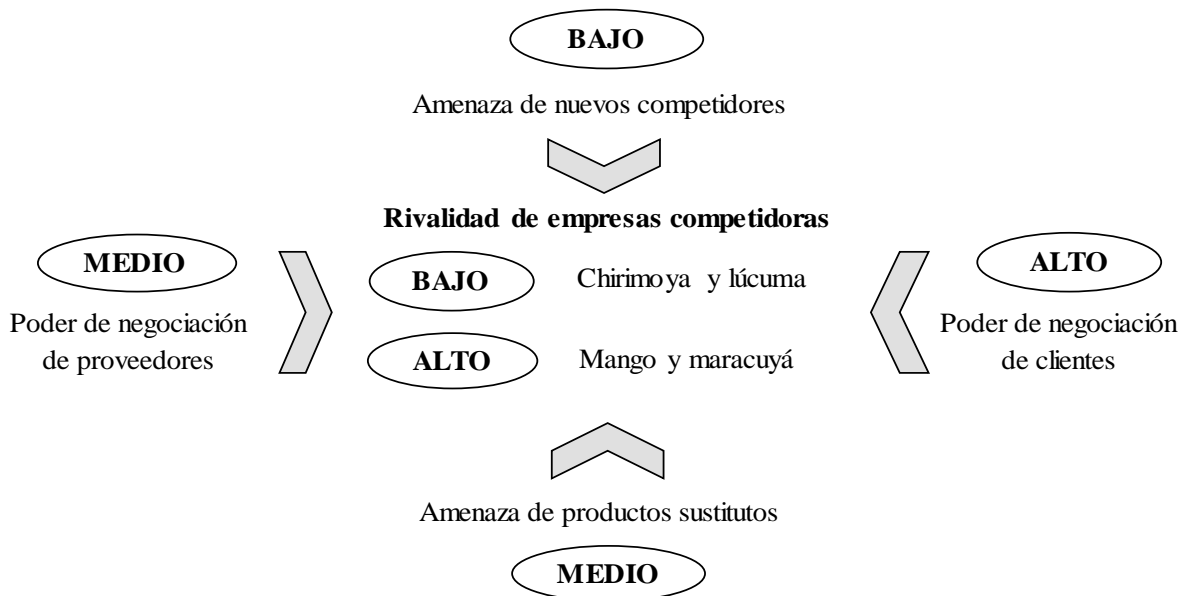 BAJO
Amenaza de nuevos competidores
Rivalidad de empresas competidoras
MEDIO
Poder de negociación
de proveedores
BAJO
Chirimoya y lúcuma
ALTO
Mango y maracuyá
ALTO
Poder de negociación
de clientes
Amenaza de productos sustitutos
MEDIO